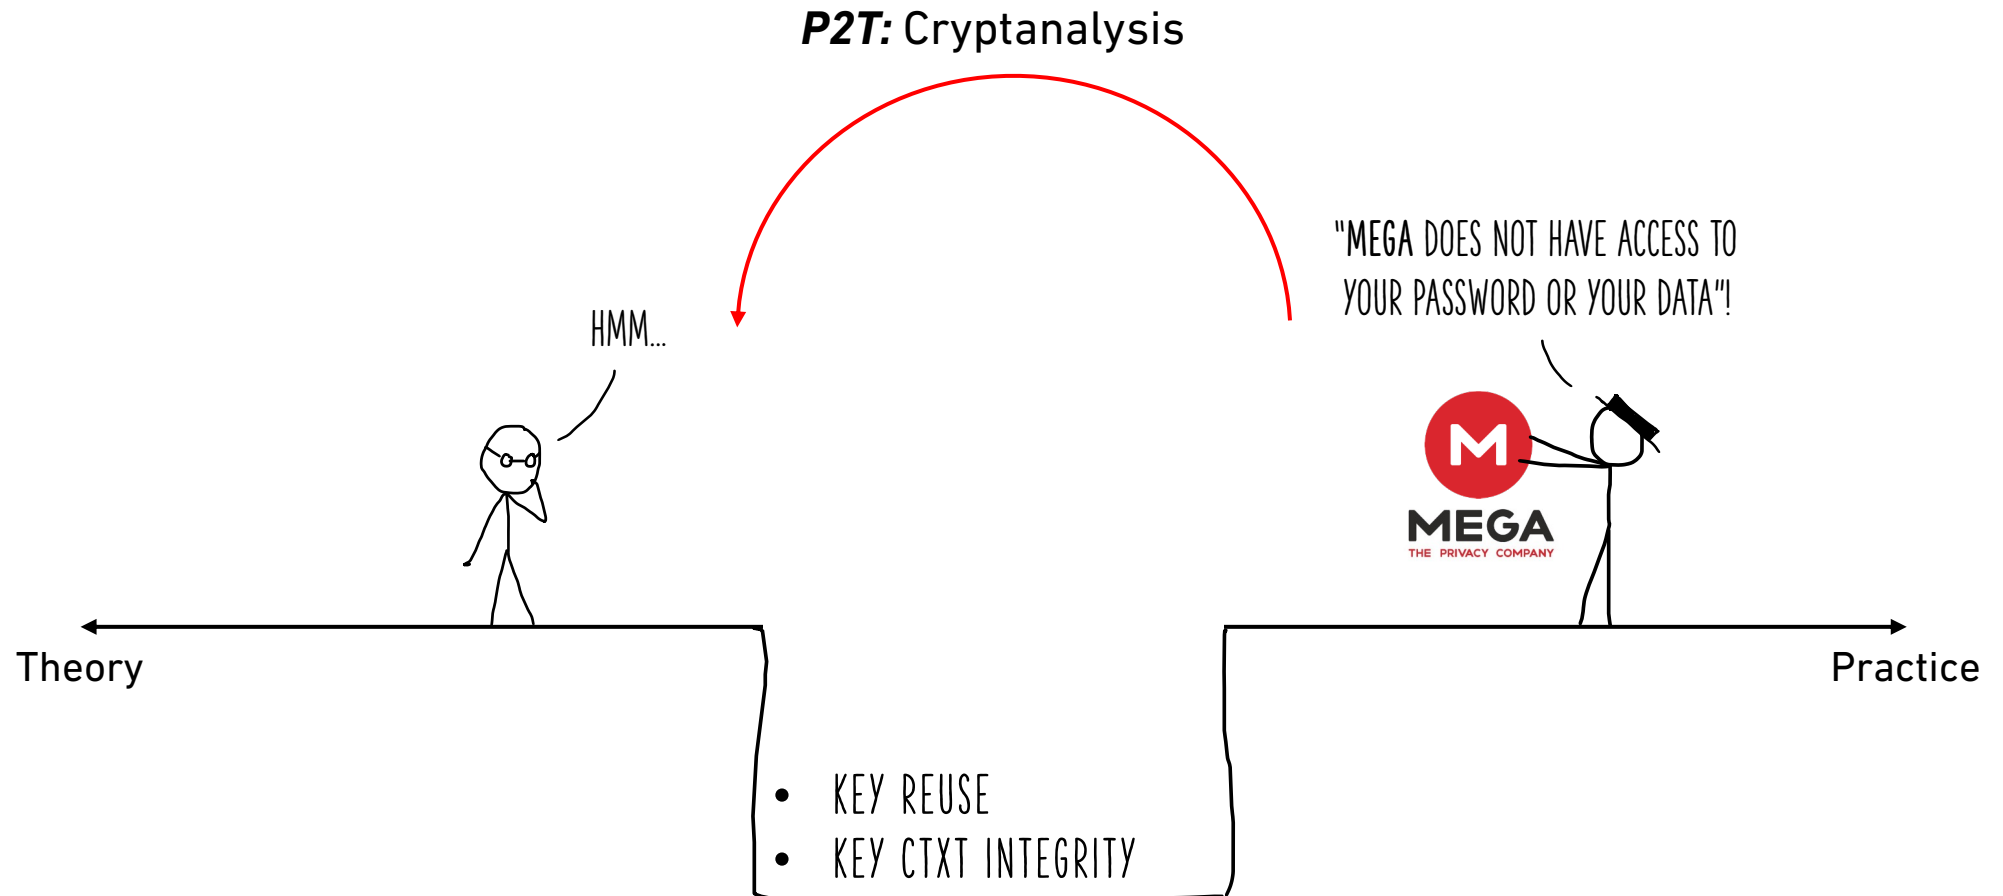 P2T: Cryptanalysis
"MEGA DOES NOT HAVE ACCESS TO
YOUR PASSWORD OR YOUR DATA"!
HMM...
M
MEGA
THE PRIVACY COMPANY
Theory
Practice
• KEY REUSE
• KEY CTXT INTEGRITY